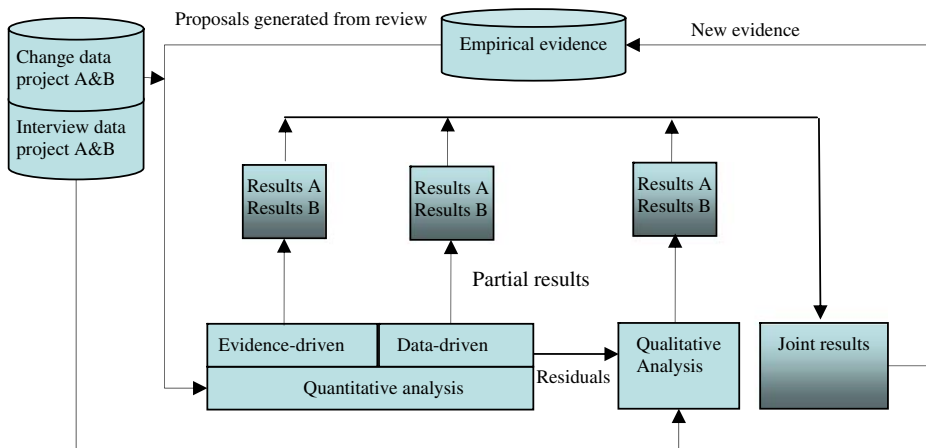 Proposals generated from review
Change data
project A&B
Interview data
project A&B
Empirical evidence
New evidence
Results A
Results B
Results A
Results B
Results A
Results B
Partial results
Evidence-driven
Data-driven
Quantitative analysis
Residuals
Qualitative
Analysis
Joint results